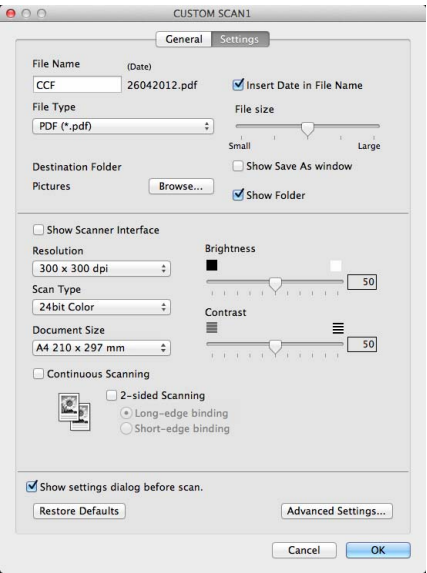 CUSTOM SCAN1
General Settings
File Name (Date)
CCF 26042012.pdf Insert Date in File Name
File Type File size
PDF (*.pdf)
Small Large
Destination Folder Show Save As window
Pictures Browse... Show Folder
Show Scanner Interface
Resolution Brightness
300 x 300 dpi 50
Scan Type
24bit Color Contrast
Document Size
A4 210 x 297 mm 50
Continuous Scanning
2-sided Scanning
Long-edge binding
Short-edge binding
Show settings dialog before scan.
Restore Defaults Advanced Settings...
Cancel OK